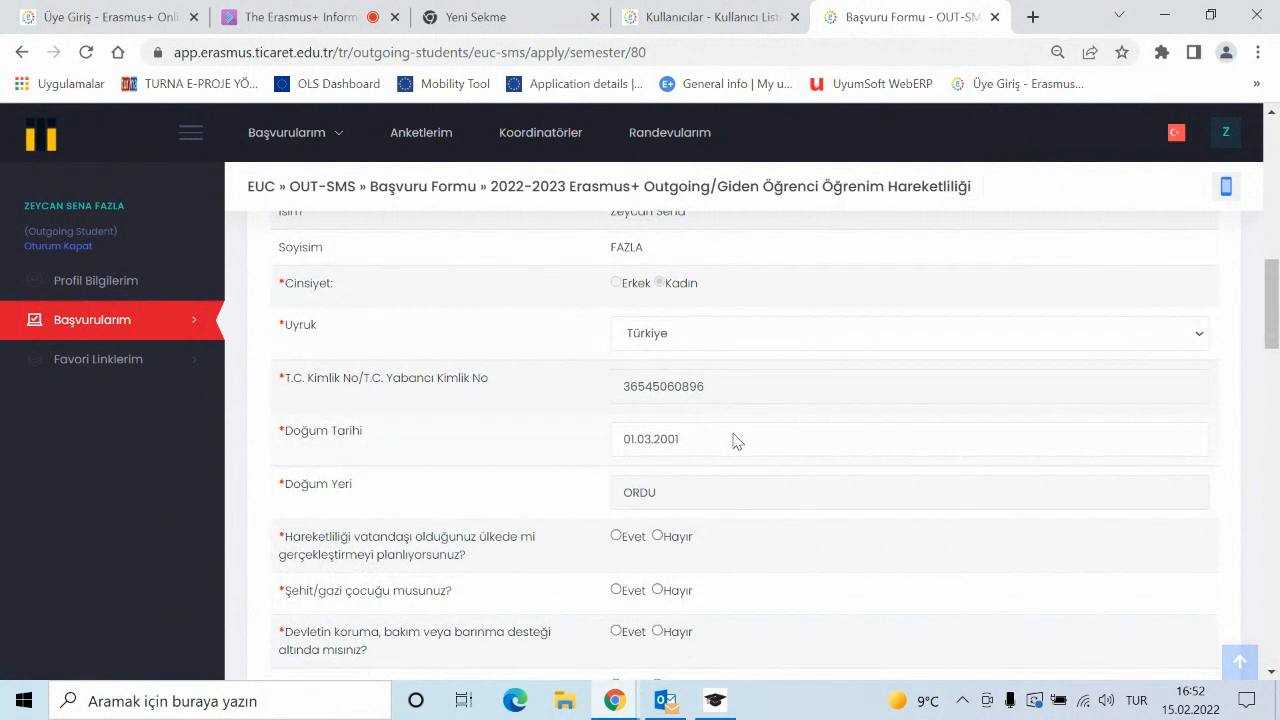 Üye Giriş - Erasmus+ Onli
The Erasmus+ Imam
Yeni Sekme
Kullanıcılar - Kullanıcı List
Başvuru Formu - OUT-SM
app.erasmus.ticaret.edu.tr/tr/outgoing-students/euc-sms/apply/semester/80
Uygulamalar
TURNA E-PROJE YÖ...
OLS Dashboard
Mobility Tool
Application details |...
General info | My u...
UyumSoft WebERP
Üye Giriş – Erasmus...
»
Başvurularım
Anketlerim
Koordinatörler
Randevularım
Z
EUC » OUT-SMS » Başvuru Formu » 2022-2023 Erasmus+ Outgoing/Giden Öğrenci Öğrenim Hareketliliği
ZEYCAN SENA FAZLA
(Outgoing Student)
Oturum Kapat
Profil Bilgilerim
Başvurularım
Favori Linklerim
İsim Zeycan Sena
Soyisim FAZLA
*Cinsiyet: Erkek Kadın
*Uyruk Türkiye
*T.C. Kimlik No/T.C. Yabancı Kimlik No 36545060896
*Doğum Tarihi 01.03.2001
*Doğum Yeri ORDU
*Hareketliliği vatandaşı olduğunuz ülkede mi Evet Hayır
gerçekleştirmeyi planlıyorsunuz?
*Şehit/gazi çocuğu musunuz? Evet Hayır
*Devletin koruma, bakım veya barınma desteği Evet Hayır
altında mısınız?
Aramak için buraya yazın
9°C
TUR
16:52
15.02.2022